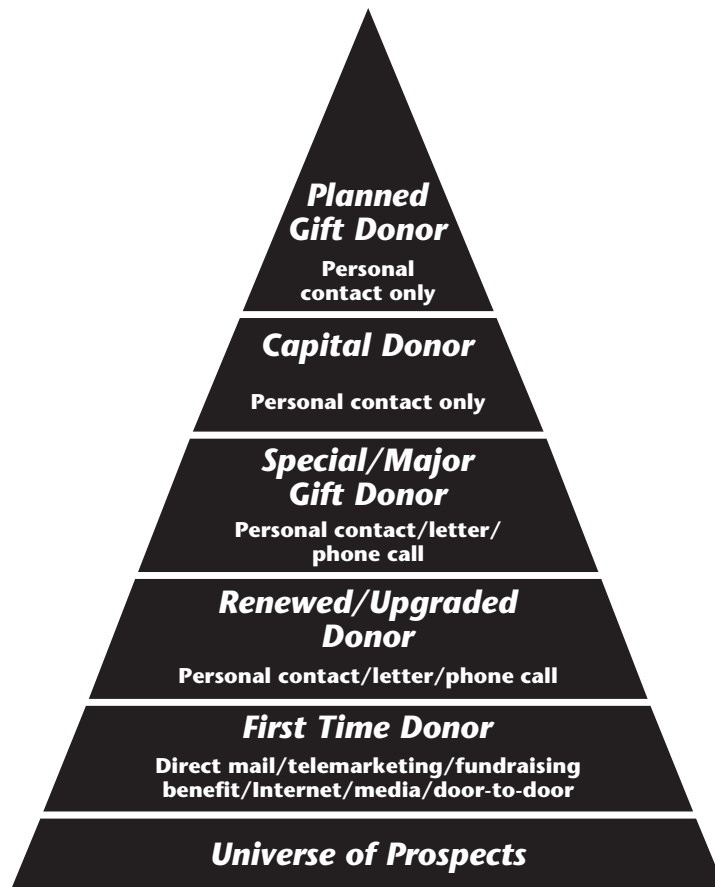 Planned
Gift Donor
Personal
contact only
Capital Donor
Personal contact only
Special/Major
Gift Donor
Personal contact/letter/
phone call
Renewed/Upgraded
Donor
Personal contact/letter/phone call
First Time Donor
Direct mail/telemarketing/fundraising
benefit/Internet/media/door-to-door
Universe of Prospects